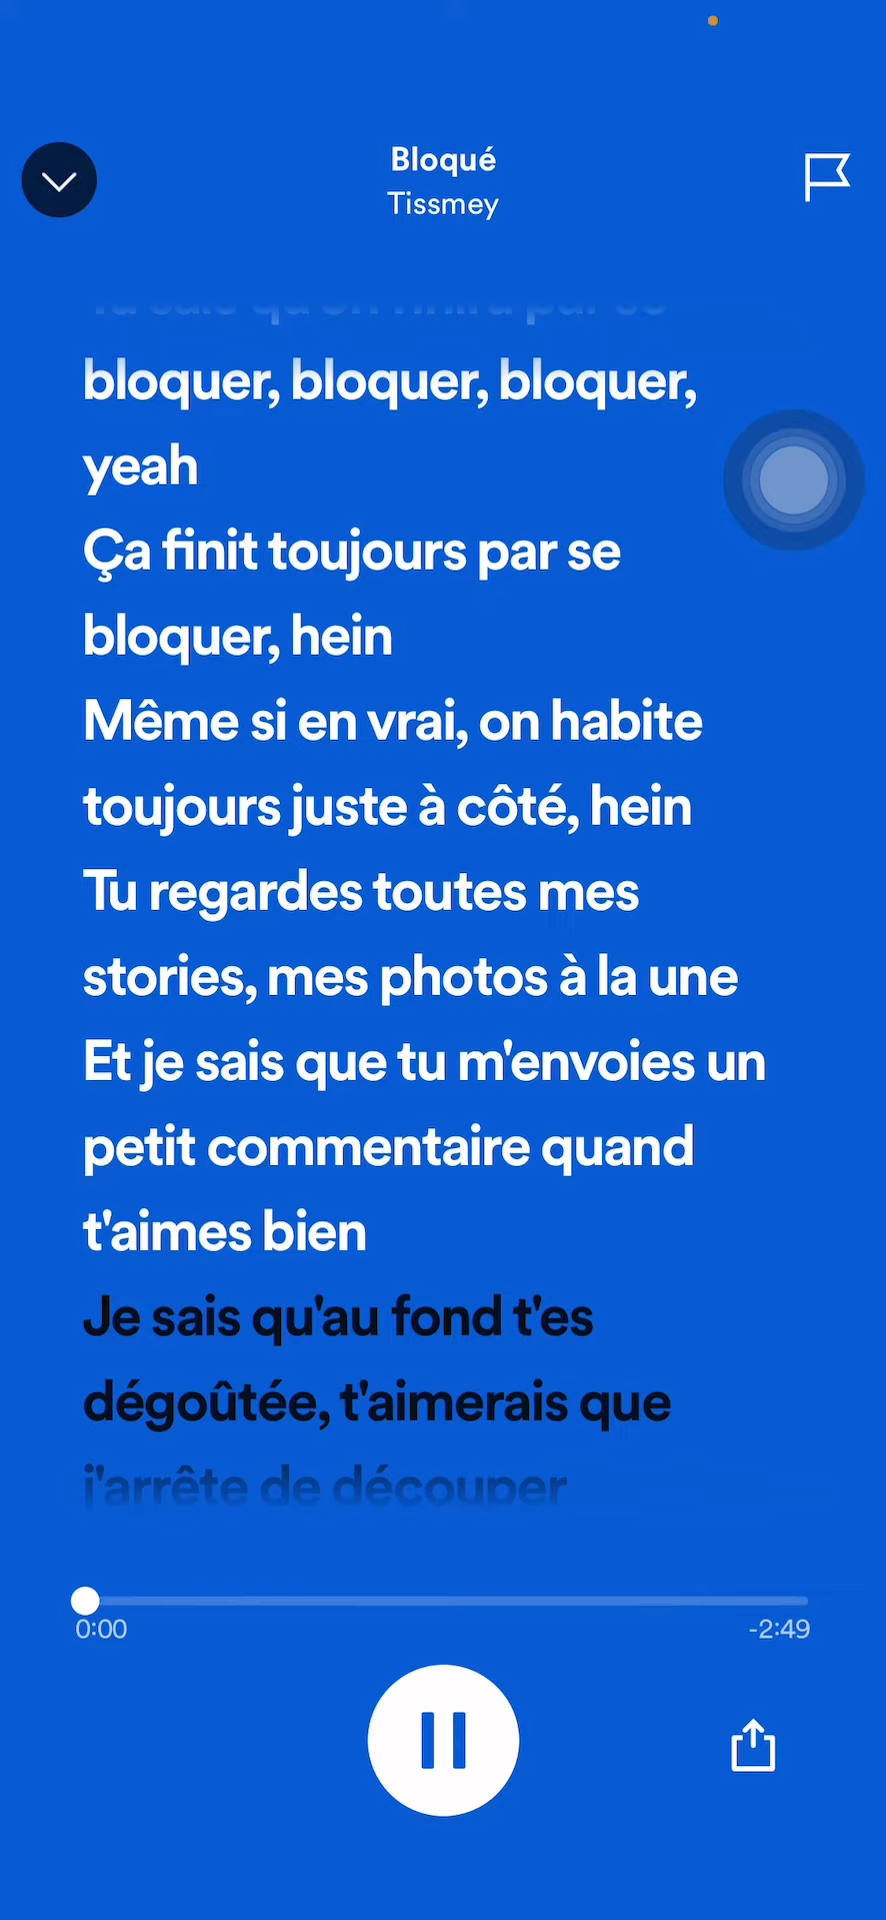 Bloqué
Tissmey
bloquer, bloquer, bloquer,
yeah
Ça finit toujours par se
bloquer, hein
Même si en vrai, on habite
toujours juste à côté, hein
Tu regardes toutes mes
stories, mes photos à la une
Et je sais que tu m'envoies un
petit commentaire quand
t'aimes bien
Je sais qu'au fond t'es
dégoûtée, t'aimerais que
j'arrête de découper
0:00
-2:49